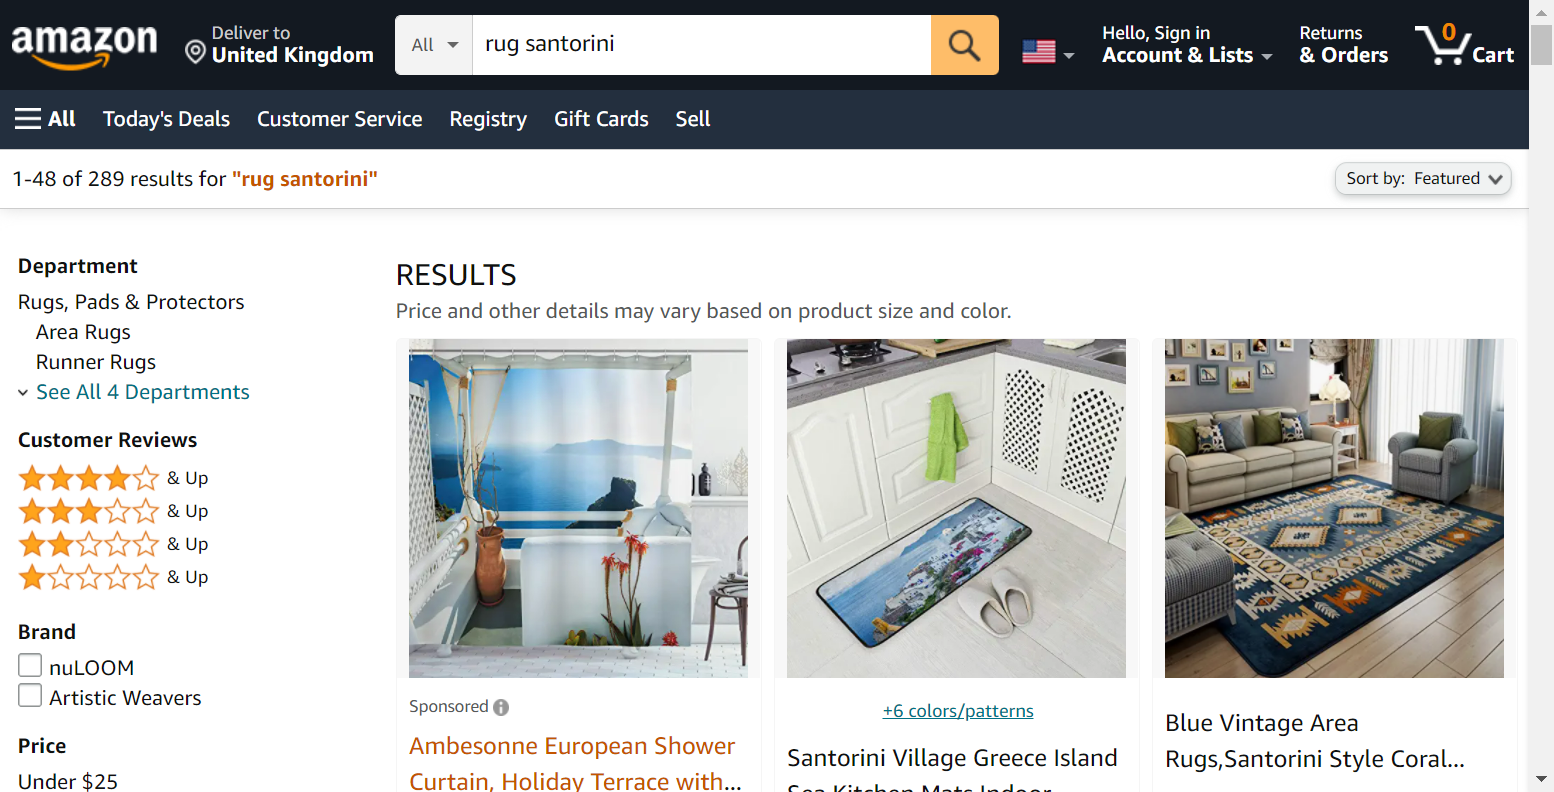 amazon
Deliver to
United Kingdom
All
rug santorini
Hello, Sign in
Account & Lists
Returns
& Orders
0
Cart
All
Today's Deals
Customer Service
Registry
Gift Cards
Sell
1-48 of 289 results for "rug santorini"
Sort by: Featured
Department
Rugs, Pads & Protectors
Area Rugs
Runner Rugs
See All 4 Departments
Customer Reviews
& Up
& Up
& Up
& Up
Brand
nuLOOM
Artistic Weavers
Price
Under $25
RESULTS
Price and other details may vary based on product size and color.
Sponsored
Ambesonne European Shower
Curtain, Holiday Terrace with...
+6 colors/patterns
Santorini Village Greece Island
Sea Kitchen Mats Indoor
Blue Vintage Area
Rugs,Santorini Style Coral...